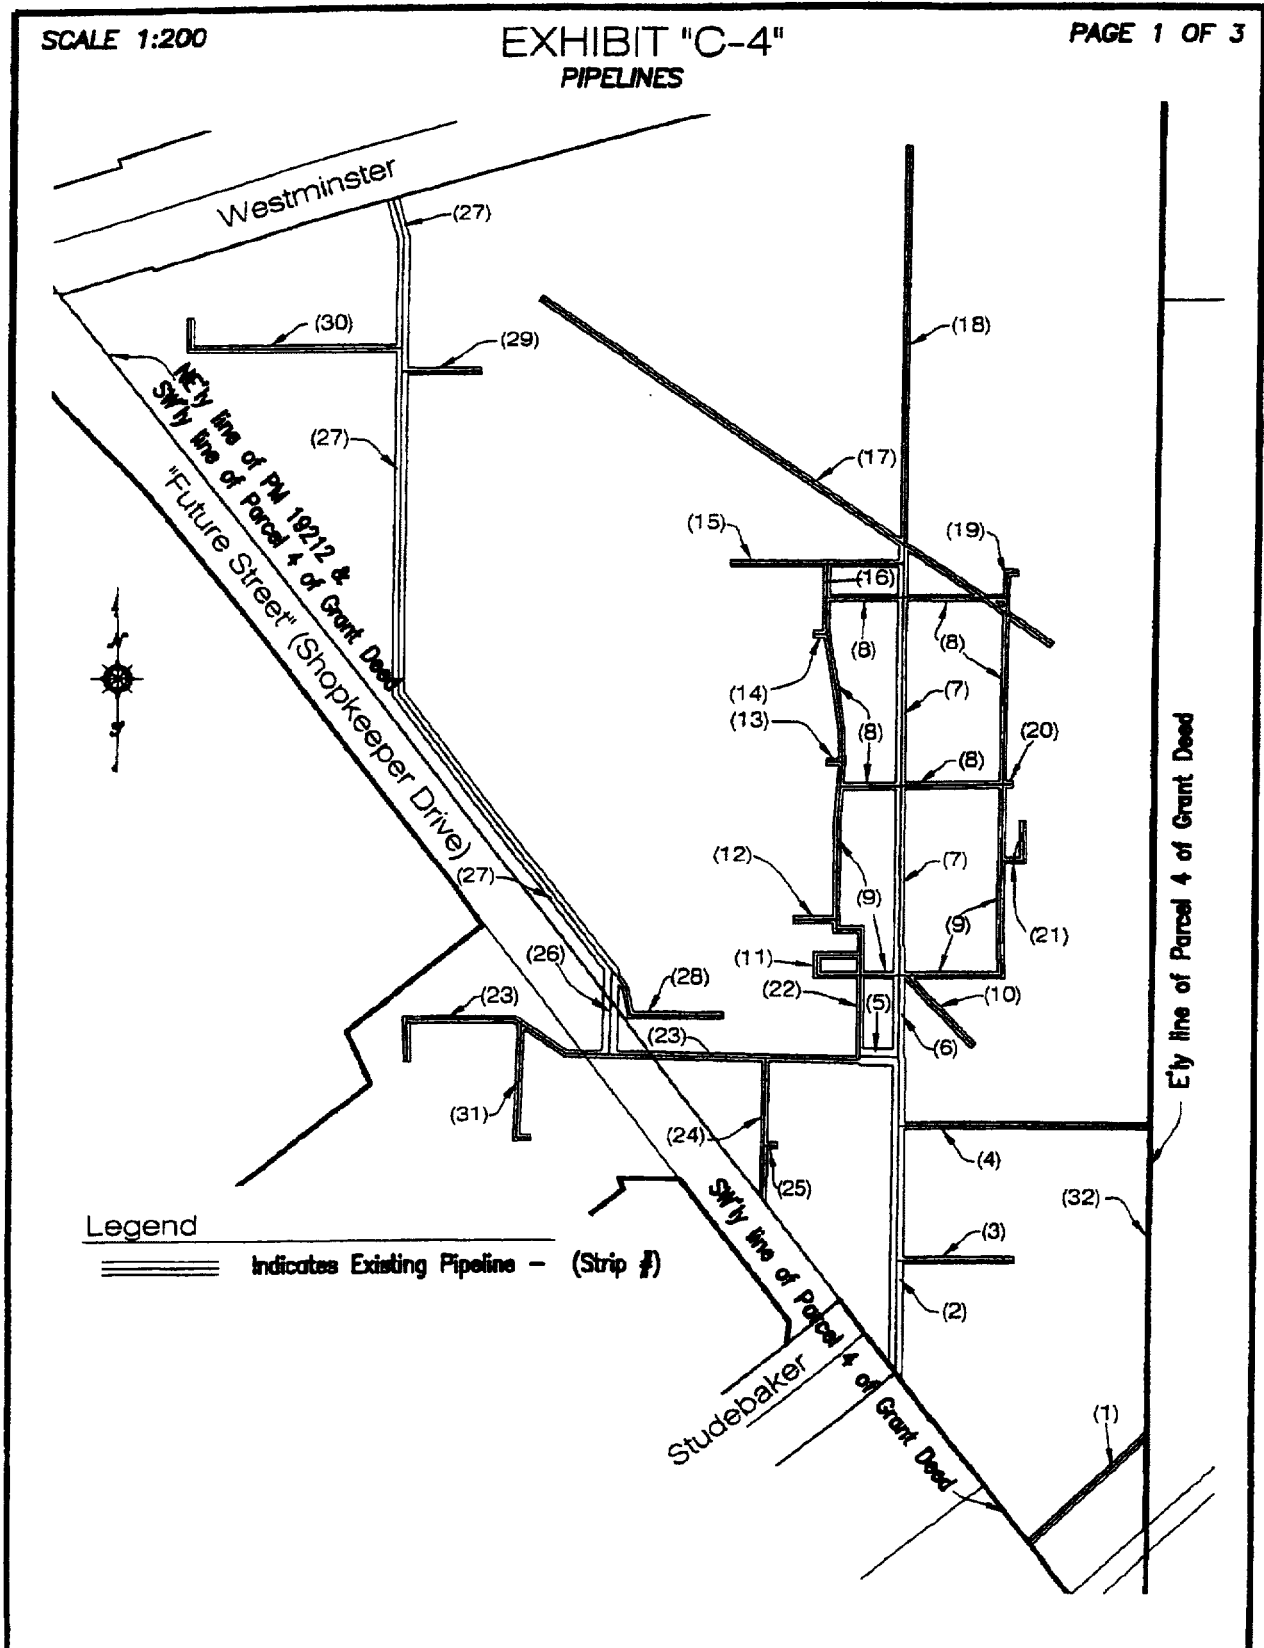 SCALE 1:200
EXHIBIT "C-4"
PAGE 1 OF 3
PIPELINES
Westminster
(27)
(30)
(29)
(18)
NE'ly line of PM 19212 &
SW'ly line of Parcel 4 of Grant Deed
(27)
(17)
"Future Street" (Shopkeeper Drive)
(15)
(19)
(16)
(8)
(8)
N
S
(14)
(7)
(13)
(8)
(20)
(8)
E'ly line of Parcel 4 of Grant Deed
(12)
(7)
(27)
(9)
(9)
(21)
(26)
(11)
(28)
(22)
(5)
(10)
(23)
(23)
(6)
(31)
(24)
(4)
(25)
(32)
Legend
SW'ly line of Parcel 4 of Grant Deed
(3)
Indicates Existing Pipeline - (Strip #)
(2)
Studebaker
(1)